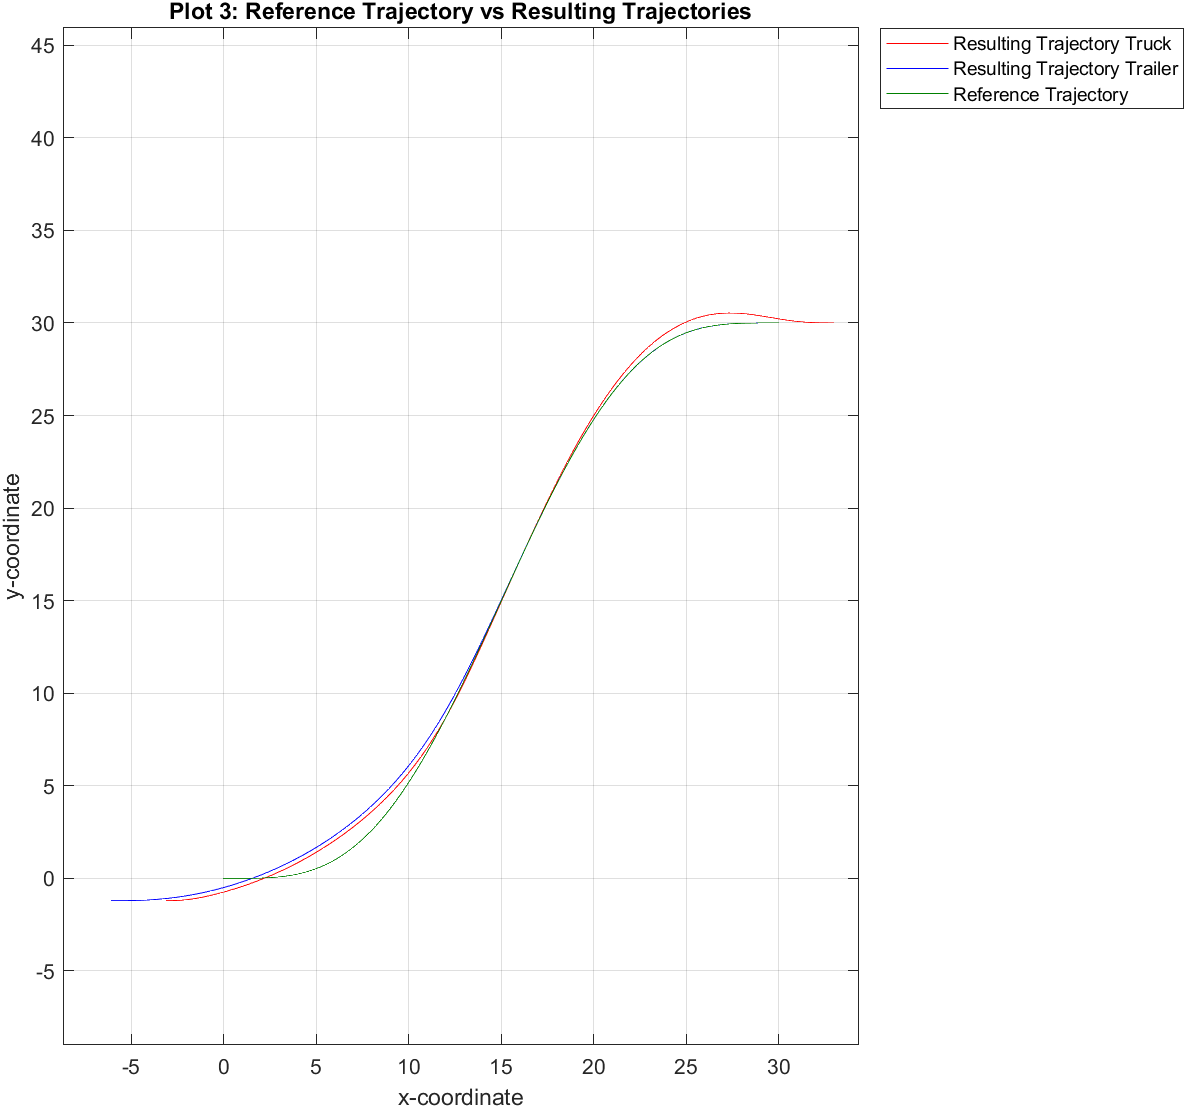 Plot 3: Reference Trajectory vs Resulting Trajectories
Resulting Trajectory Truck
Resulting Trajectory Trailer
Reference Trajectory
45
40
35
30
25
20
15
10
5
0
-5
y-coordinate
-5 0 5 10 15 20 25 30
x-coordinate